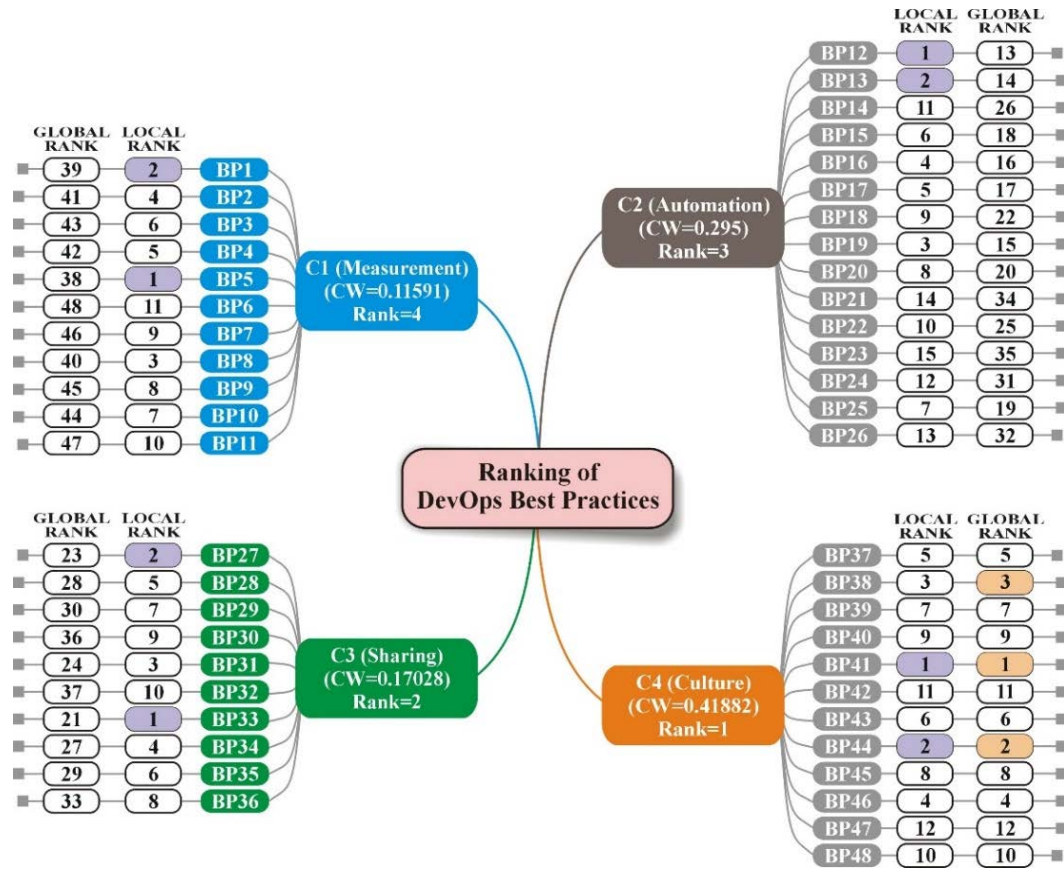 LOCAL RANK GLOBAL RANK
BP12 1 13
BP13 2 14
BP14 11 26
BP15 6 18
BP16 4 16
BP17 5 17
BP18 9 22
BP19 3 15
BP20 8 20
BP21 14 34
BP22 10 25
BP23 15 35
BP24 12 31
BP25 7 19
BP26 13 32
C2 (Automation)
(CW=0.295)
Rank=3
GLOBAL RANK LOCAL RANK
39 2 BP1
41 4 BP2
43 6 BP3
42 5 BP4
38 1 BP5
48 11 BP6
46 9 BP7
40 3 BP8
45 8 BP9
44 7 BP10
47 10 BP11
C1 (Measurement)
(CW=0.11591)
Rank=4
Ranking of
DevOps Best Practices
GLOBAL RANK LOCAL RANK
23 2 BP27
28 5 BP28
30 7 BP29
36 9 BP30
24 3 BP31
37 10 BP32
21 1 BP33
27 4 BP34
29 6 BP35
33 8 BP36
C3 (Sharing)
(CW=0.17028)
Rank=2
LOCAL RANK GLOBAL RANK
BP37 5 5
BP38 3 3
BP39 7 7
BP40 9 9
BP41 1 1
BP42 11 11
BP43 6 6
BP44 2 2
BP45 8 8
BP46 4 4
BP47 12 12
BP48 10 10
C4 (Culture)
(CW=0.41882)
Rank=1